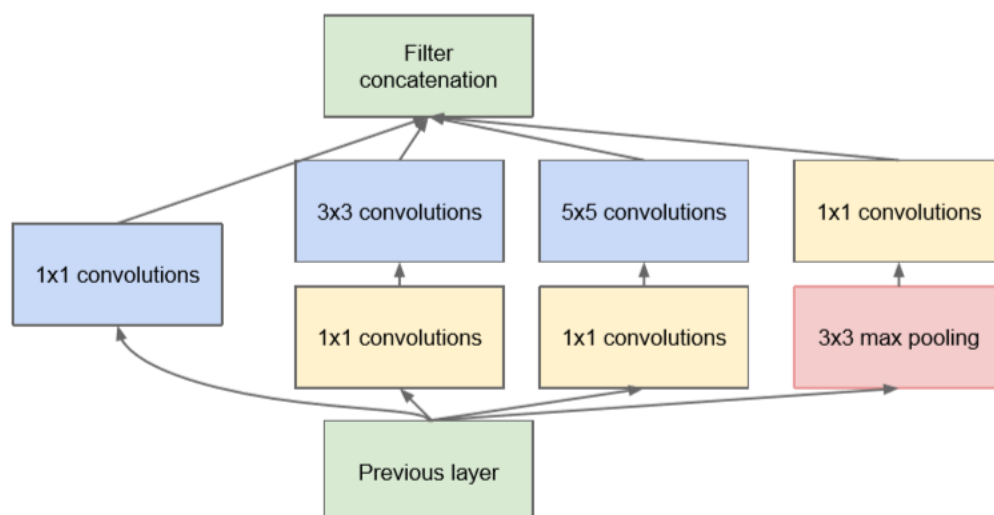 Filter
concatenation
3x3 convolutions
5x5 convolutions
1x1 convolutions
1x1 convolutions
1x1 convolutions
1x1 convolutions
3x3 max pooling
Previous layer